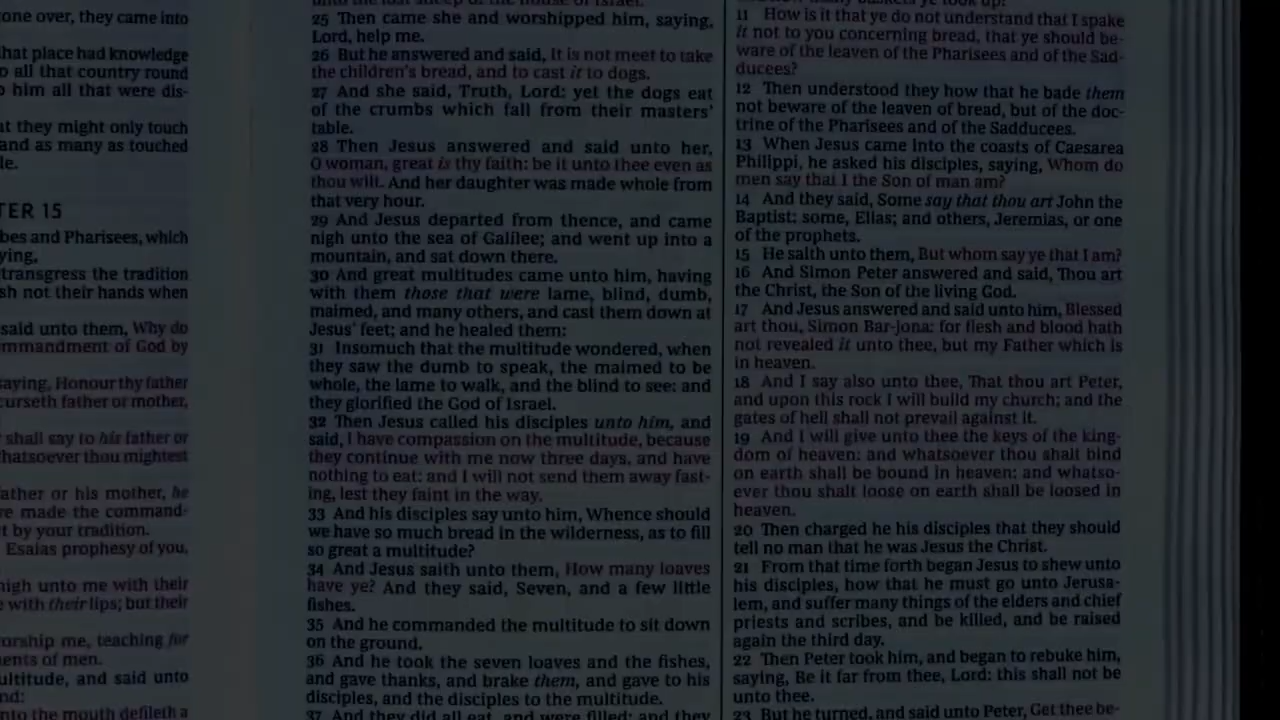 one over, they came into
hat place had knowledge
o all that country round
o him all that were dis-
at they might only touch
and as many as touched
le.
TER 15
bes and Pharisees, which
ying,
transgress the tradition
sh not their hands when
said unto them, Why do
mmandment of God by
saying, Honour thy father
curseth father or mother,
shall say to his father or
hatsoever thou mightest
ather or his mother, he
ve made the command-
t by your tradition.
Esaias prophesy of you,
nigh unto me with their
e with their lips; but their
orship me, teaching for
ents of men.
ultitude, and said unto
nd:
nto the mouth defileth a
25 Then came she and worshipped him, saying,
Lord, help me.
26 But he answered and said, It is not meet to take
the children's bread, and to cast it to dogs.
27 And she said, Truth, Lord: yet the dogs eat
of the crumbs which fall from their masters'
table.
28 Then Jesus answered and said unto her,
O woman, great is thy faith: be it unto thee even as
thou wilt. And her daughter was made whole from
that very hour.
29 And Jesus departed from thence, and came
nigh unto the sea of Galilee; and went up into a
mountain, and sat down there.
30 And great multitudes came unto him, having
with them those that were lame, blind, dumb,
maimed, and many others, and cast them down at
Jesus' feet; and he healed them:
31 Insomuch that the multitude wondered, when
they saw the dumb to speak, the maimed to be
whole, the lame to walk, and the blind to see: and
they glorified the God of Israel.
32 Then Jesus called his disciples unto him, and
said, I have compassion on the multitude, because
they continue with me now three days, and have
nothing to eat: and I will not send them away fast-
ing, lest they faint in the way.
33 And his disciples say unto him, Whence should
we have so much bread in the wilderness, as to fill
so great a multitude?
34 And Jesus saith unto them, How many loaves
have ye? And they said, Seven, and a few little
fishes.
35 And he commanded the multitude to sit down
on the ground.
36 And he took the seven loaves and the fishes,
and gave thanks, and brake them, and gave to his
disciples, and the disciples to the multitude.
37 And they did all eat, and were filled: and they
11 How is it that ye do not understand that I spake
it not to you concerning bread, that ye should be-
ware of the leaven of the Pharisees and of the Sad-
ducees?
12 Then understood they how that he bade them
not beware of the leaven of bread, but of the doc-
trine of the Pharisees and of the Sadducees.
13 When Jesus came into the coasts of Caesarea
Philippi, he asked his disciples, saying, Whom do
men say that I the Son of man am?
14 And they said, Some say that thou art John the
Baptist: some, Elias; and others, Jeremias, or one
of the prophets.
15 He saith unto them, But whom say ye that I am?
16 And Simon Peter answered and said, Thou art
the Christ, the Son of the living God.
17 And Jesus answered and said unto him, Blessed
art thou, Simon Bar-Jona: for flesh and blood hath
not revealed it unto thee, but my Father which is
in heaven.
18 And I say also unto thee, That thou art Peter,
and upon this rock I will build my church; and the
gates of hell shall not prevail against it.
19 And I will give unto thee the keys of the king-
dom of heaven: and whatsoever thou shalt bind
on earth shall be bound in heaven: and whatso-
ever thou shalt loose on earth shall be loosed in
heaven.
20 Then charged he his disciples that they should
tell no man that he was Jesus the Christ.
21 From that time forth began Jesus to shew unto
his disciples, how that he must go unto Jerusa-
lem, and suffer many things of the elders and chief
priests and scribes, and be killed, and be raised
again the third day.
22 Then Peter took him, and began to rebuke him,
saying, Be it far from thee, Lord: this shall not be
unto thee.
23 But he turned, and said unto Peter, Get thee be-